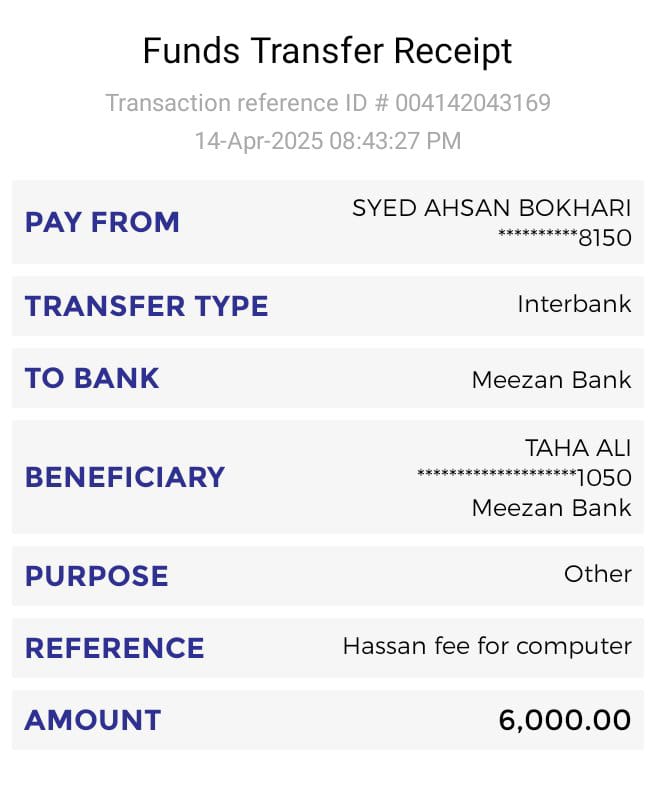 Funds Transfer Receipt
Transaction reference ID # 004142043169
14-Apr-2025 08:43:27 PM
PAY FROM
SYED AHSAN BOKHARI
**********8150
TRANSFER TYPE
Interbank
TO BANK
Meezan Bank
BENEFICIARY
TAHA ALI
********************1050
Meezan Bank
PURPOSE
Other
REFERENCE
Hassan fee for computer
AMOUNT
6,000.00